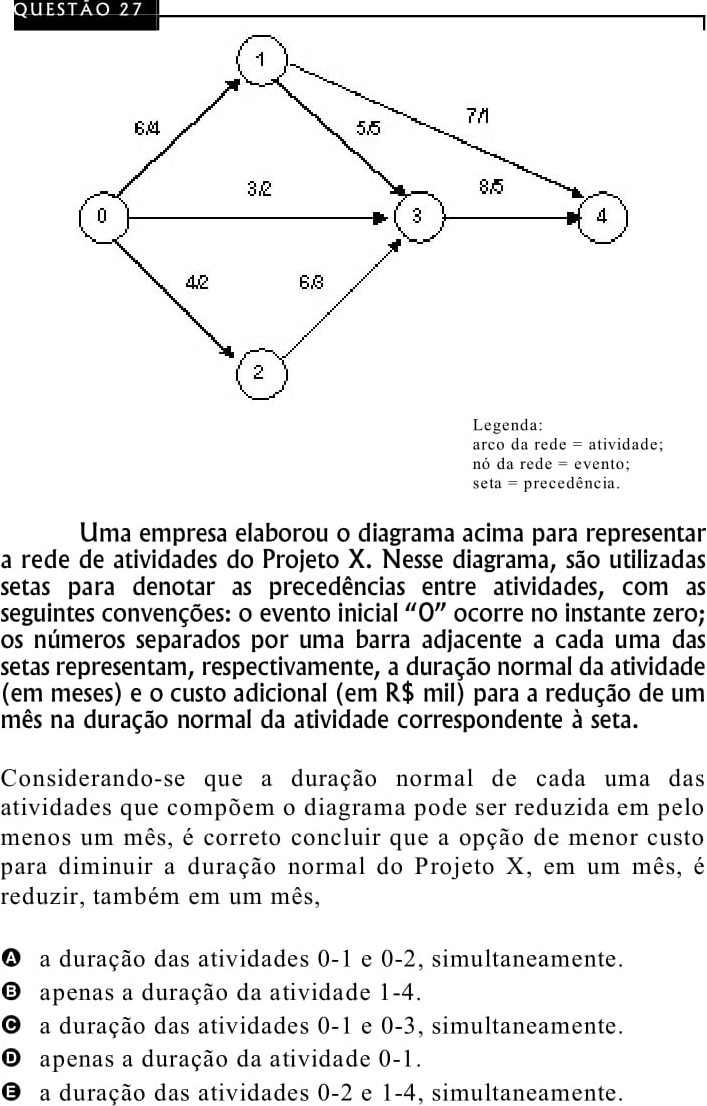 QUESTÃO 27
1
6/4
5/5
7/1
3/2
8/5
0
3
4
4/2
6/3
2
Legenda:
arco da rede = atividade;
nó da rede = evento;
seta = precedência.
Uma empresa elaborou o diagrama acima para representar
a rede de atividades do Projeto X. Nesse diagrama, são utilizadas
setas para denotar as precedências entre atividades, com as
seguintes convenções: o evento inicial “0” ocorre no instante zero;
os números separados por uma barra adjacente a cada uma das
setas representam, respectivamente, a duração normal da atividade
(em meses) e o custo adicional (em R$ mil) para a redução de um
mês na duração normal da atividade correspondente à seta.
Considerando-se que a duração normal de cada uma das
atividades que compõem o diagrama pode ser reduzida em pelo
menos um mês, é correto concluir que a opção de menor custo
para diminuir a duração normal do Projeto X, em um mês, é
reduzir, também em um mês,
A a duração das atividades 0-1 e 0-2, simultaneamente.
B apenas a duração da atividade 1-4.
C a duração das atividades 0-1 e 0-3, simultaneamente.
D apenas a duração da atividade 0-1.
E a duração das atividades 0-2 e 1-4, simultaneamente.